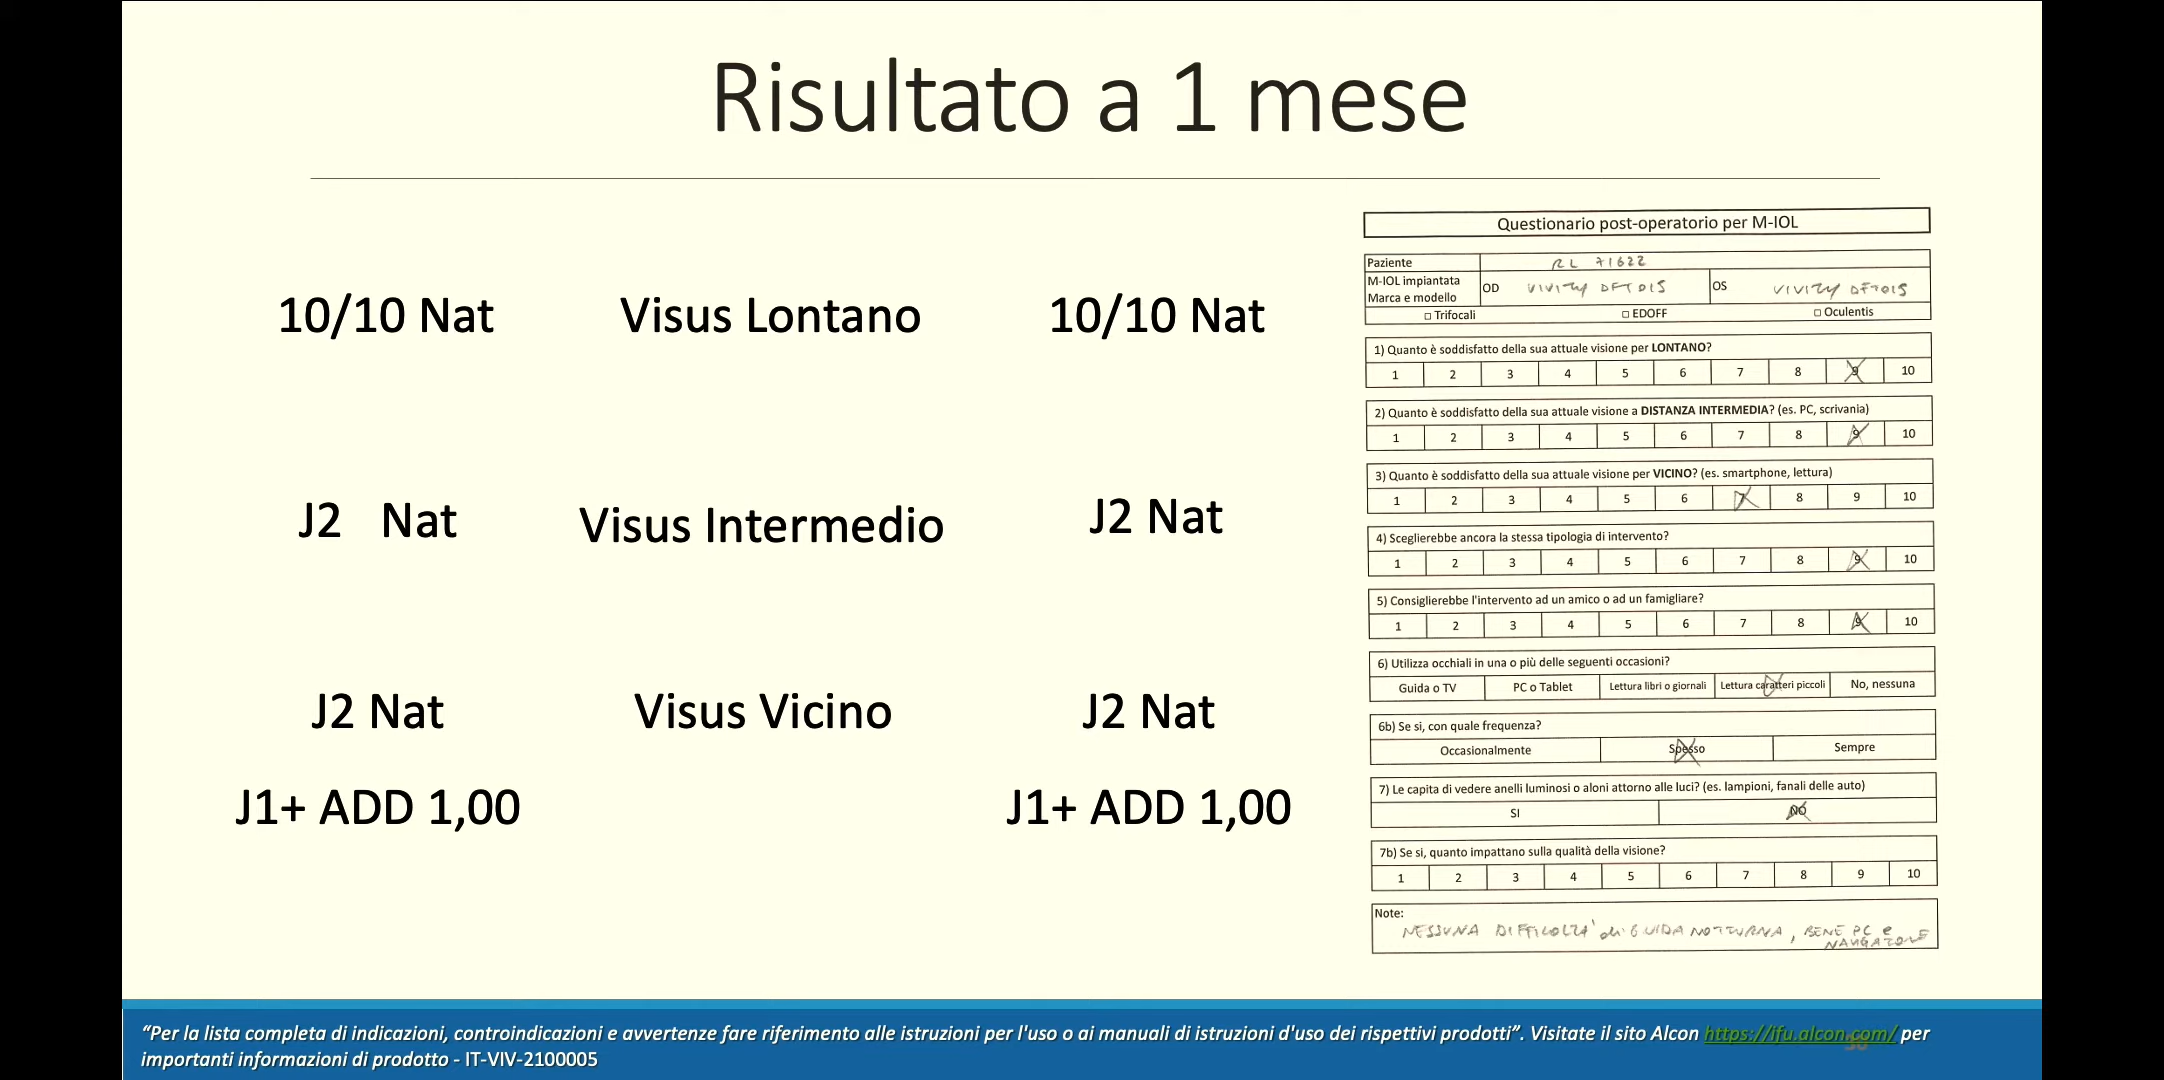 Risultato a 1 mese
10/10 Nat Visus Lontano 10/10 Nat
J2 Nat Visus Intermedio J2 Nat
J2 Nat Visus Vicino J2 Nat
J1+ ADD 1,00 J1+ ADD 1,00
Questionario post-operatorio per M-IOL
Paziente RL 71622
M-IOL impiantata
Marca e modello
OD VIVITY DFT015 OS VIVITY DFT015
□ Trifocali □ EDOFF □ Oculentis
1) Quanto è soddisfatto della sua attuale visione per LONTANO?
1 2 3 4 5 6 7 8 9 10
2) Quanto è soddisfatto della sua attuale visione a DISTANZA INTERMEDIA? (es. PC, scrivania)
1 2 3 4 5 6 7 8 9 10
3) Quanto è soddisfatto della sua attuale visione per VICINO? (es. smartphone, lettura)
1 2 3 4 5 6 7 8 9 10
4) Sceglierebbe ancora la stessa tipologia di intervento?
1 2 3 4 5 6 7 8 9 10
5) Consiglierebbe l'intervento ad un amico o ad un famigliare?
1 2 3 4 5 6 7 8 9 10
6) Utilizza occhiali in una o più delle seguenti occasioni?
Guida o TV PC o Tablet Lettura libri o giornali Lettura caratteri piccoli No, nessuna
6b) Se si, con quale frequenza?
Occasionalmente Spesso Sempre
7) Le capita di vedere anelli luminosi o aloni attorno alle luci? (es. lampioni, fanali delle auto)
SI NO
7b) Se si, quanto impattano sulla qualità della visione?
1 2 3 4 5 6 7 8 9 10
Note:
NESSUNA DIFFICOLTA' di GUIDA NOTTURNA, BENE PC e
NAVIGAZIONE
“Per la lista completa di indicazioni, controindicazioni e avvertenze fare riferimento alle istruzioni per l'uso o ai manuali di istruzioni d'uso dei rispettivi prodotti”. Visitate il sito Alcon https://ifu.alcon.com/ per
importanti informazioni di prodotto - IT-VIV-2100005